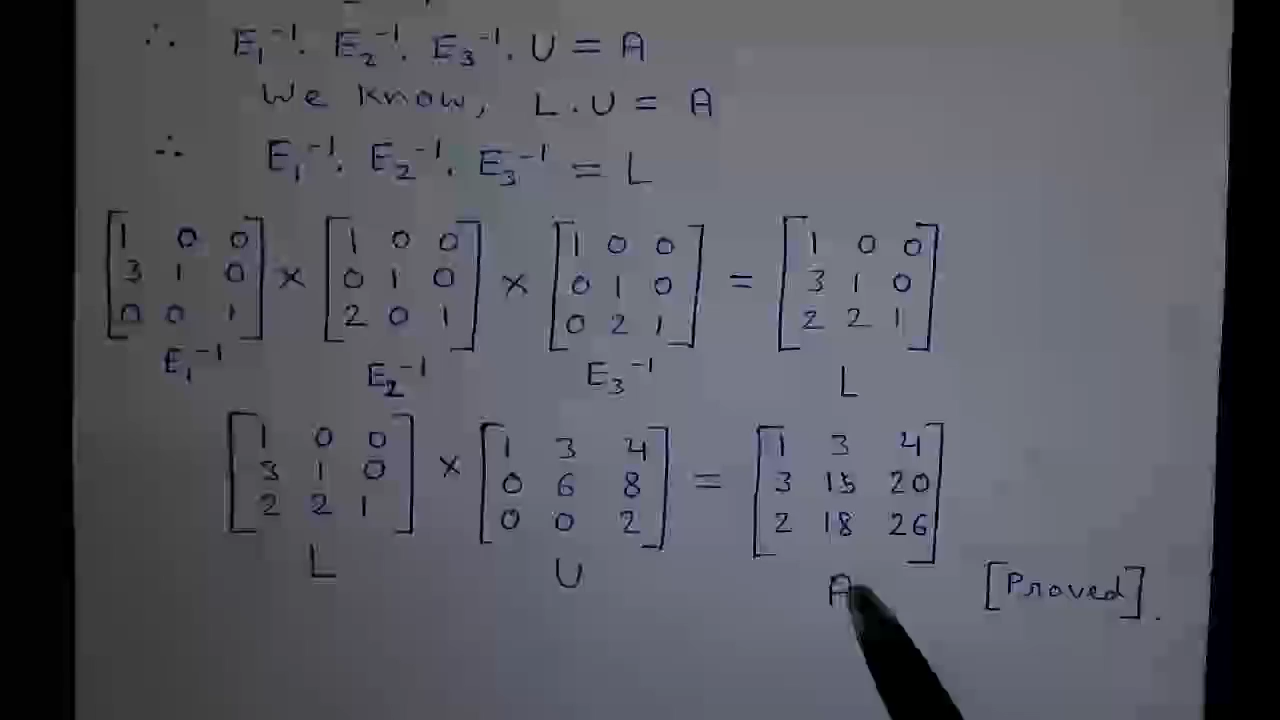 ∴ E₁⁻¹. E₂⁻¹. E₃⁻¹. U = A
We know, L.U = A
∴ E₁⁻¹. E₂⁻¹. E₃⁻¹ = L
[1 0 0] [1 0 0] [1 0 0] [1 0 0]
[3 1 0] × [0 1 0] × [0 1 0] = [3 1 0]
[0 0 1] [2 0 1] [0 2 1] [2 2 1]
E₁⁻¹ E₂⁻¹ E₃⁻¹ L
[1 0 0] [1 3 4] [1 3 4]
[3 1 0] × [0 6 8] = [3 15 20]
[2 2 1] [0 0 2] [2 18 26]
L U A [Proved].